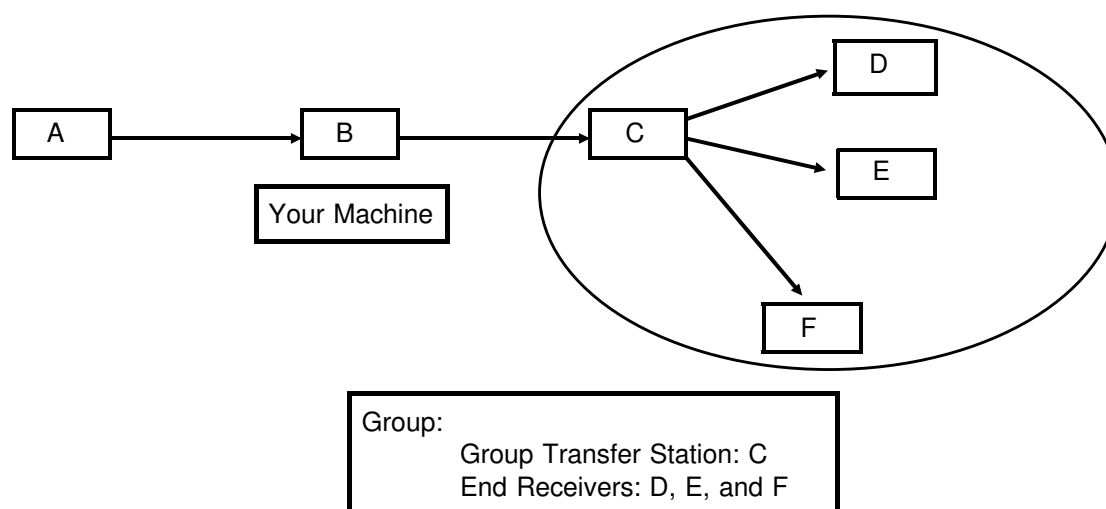 D
A
B
C
E
Your Machine
F
Group:
Group Transfer Station: C
End Receivers: D, E, and F